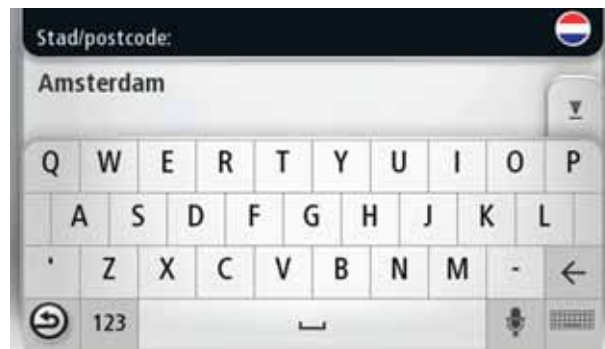 Stad/postcode:
Amsterdam
Q W E R T Y U I O P
A S D F G H J K L
' Z X C V B N M - ←
123